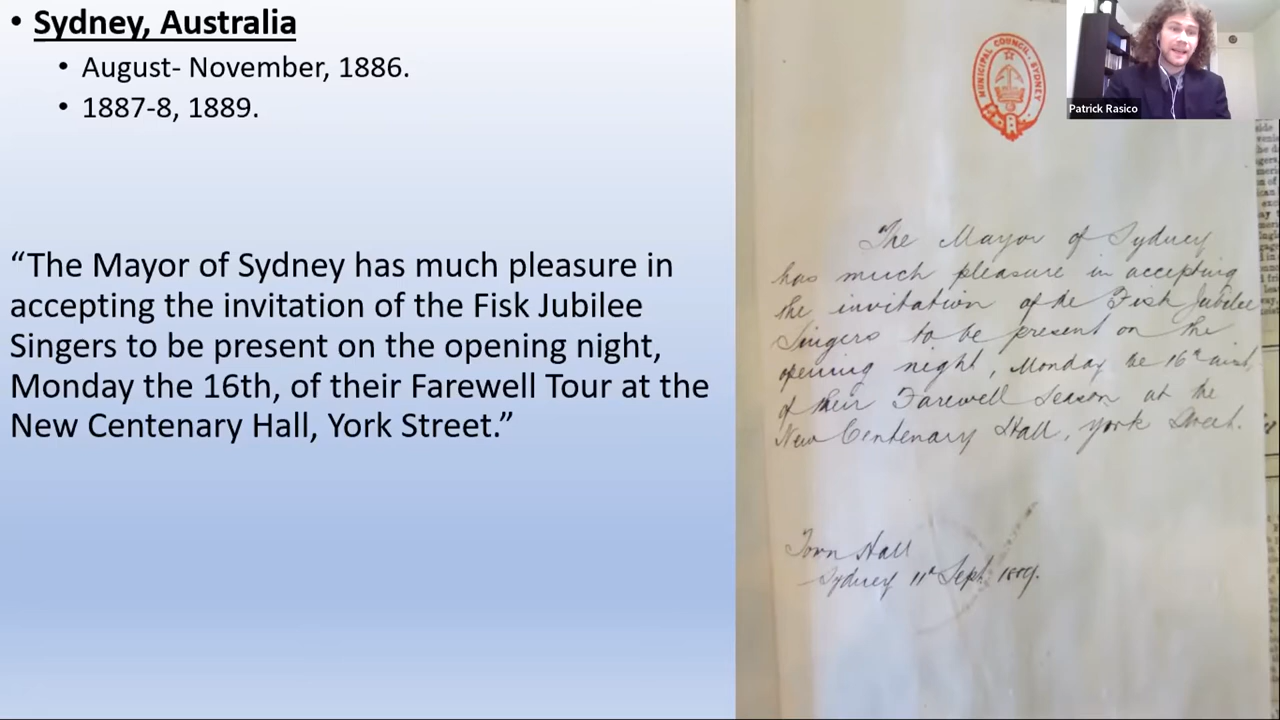 • Sydney, Australia
• August- November, 1886.
• 1887-8, 1889.
“The Mayor of Sydney has much pleasure in
accepting the invitation of the Fisk Jubilee
Singers to be present on the opening night,
Monday the 16th, of their Farewell Tour at the
New Centenary Hall, York Street.”
MUNICIPAL COUNCIL, SYDNEY
The Mayor of Sydney
has much pleasure in accepting
the invitation of the Fisk Jubilee
Singers to be present on the
opening night, Monday the 16th inst,
of their Farewell Season at the
New Centenary Hall, York Street.
Town Hall
Sydney 11th Sept. 1889.
Patrick Rasico